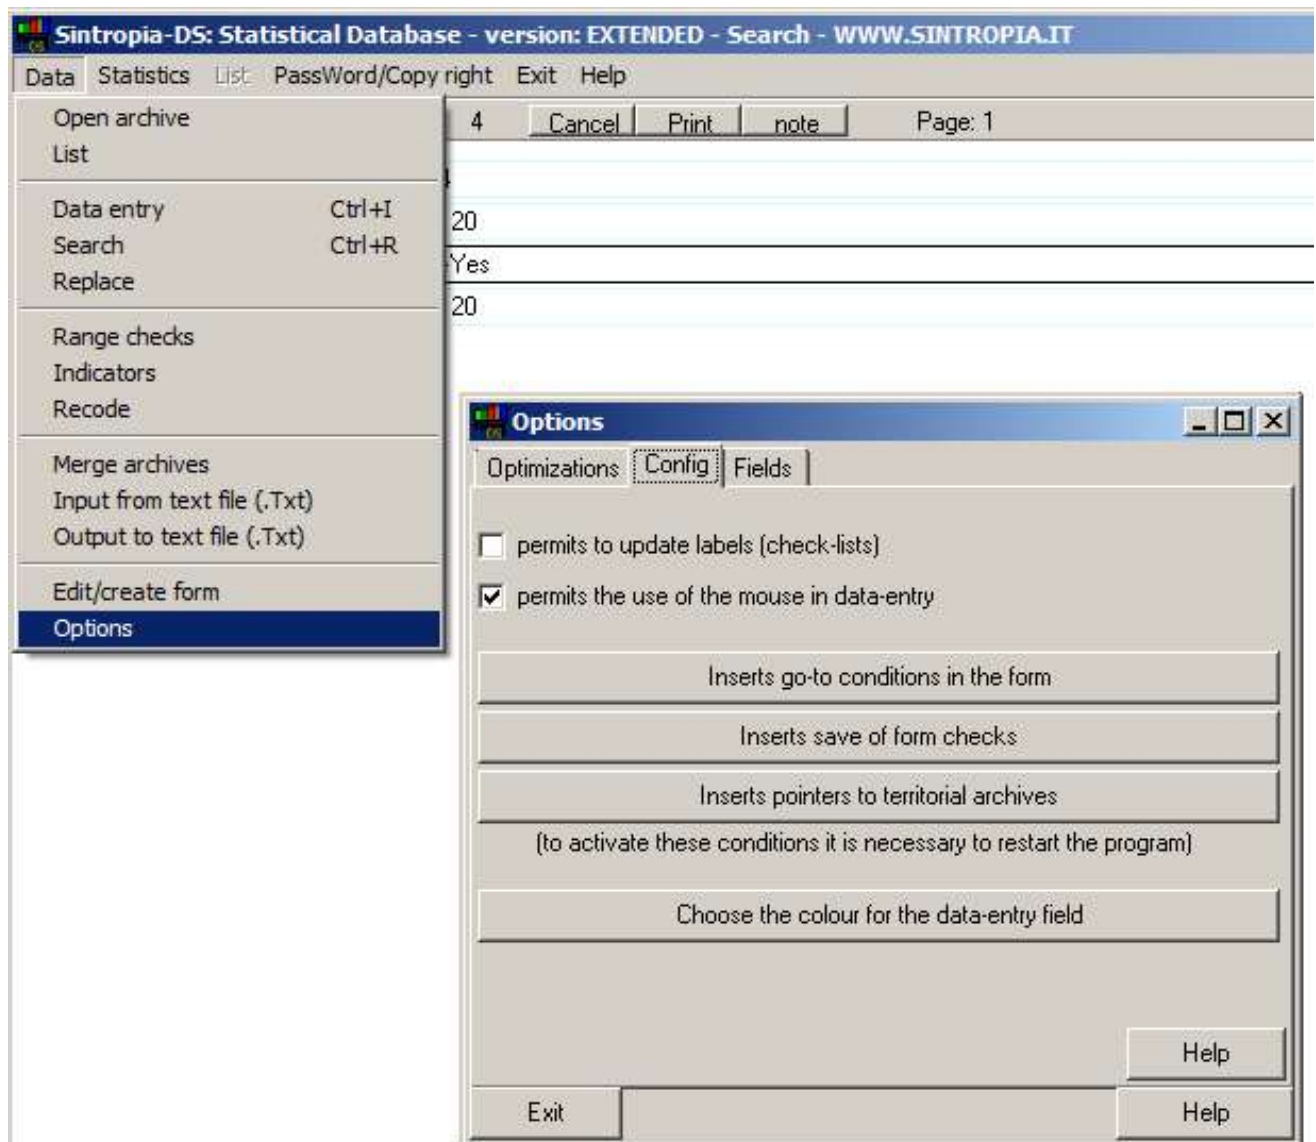 Sintropia-DS: Statistical Database - version: EXTENDED - Search - WWW.SINTROPIA.IT
Data Statistics List PassWord/Copy right Exit Help
4 Cancel Print note Page: 1
Open archive
List
Data entry Ctrl+I
20
Search Ctrl+R
Yes
Replace
20
Range checks
Indicators
Recode
Merge archives
Input from text file (.Txt)
Output to text file (.Txt)
Edit/create form
Options
Options
Optimizations Config Fields
permits to update labels (check-lists)
permits the use of the mouse in data-entry
Inserts go-to conditions in the form
Inserts save of form checks
Inserts pointers to territorial archives
(to activate these conditions it is necessary to restart the program)
Choose the colour for the data-entry field
Help
Exit Help